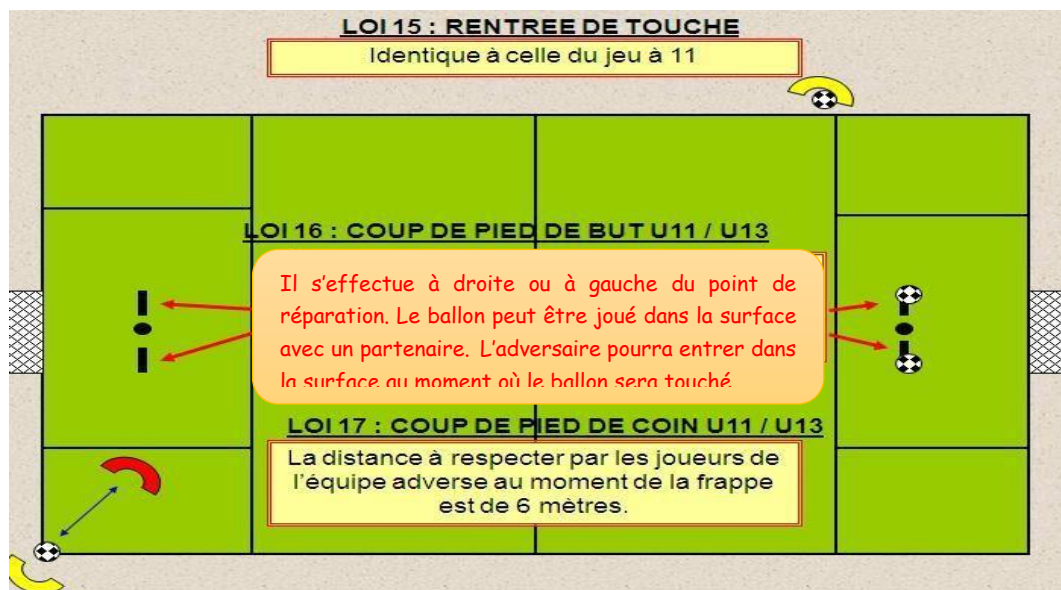 LOI 15 : RENTREE DE TOUCHE
Identique à celle du jeu à 11
LOI 16 : COUP DE PIED DE BUT U11 / U13
Il s’effectue à droite ou à gauche du point de
réparation. Le ballon peut être joué dans la surface
avec un partenaire. L’adversaire pourra entrer dans
la surface au moment où le ballon sera touché
LOI 17 : COUP DE PIED DE COIN U11 / U13
La distance à respecter par les joueurs de
l’équipe adverse au moment de la frappe
est de 6 mètres.